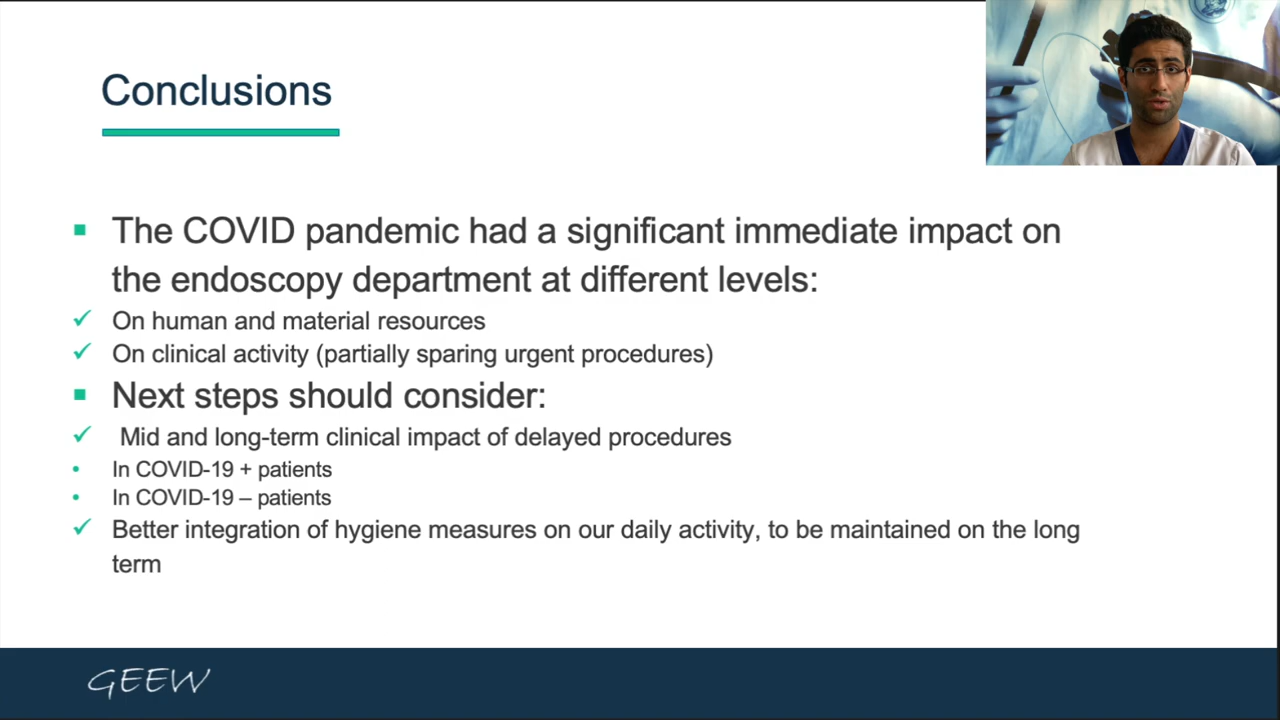 Conclusions
▪ The COVID pandemic had a significant immediate impact on
the endoscopy department at different levels:
✓ On human and material resources
✓ On clinical activity (partially sparing urgent procedures)
▪ Next steps should consider:
✓ Mid and long-term clinical impact of delayed procedures
• In COVID-19 + patients
• In COVID-19 – patients
✓ Better integration of hygiene measures on our daily activity, to be maintained on the long
term
GEEW